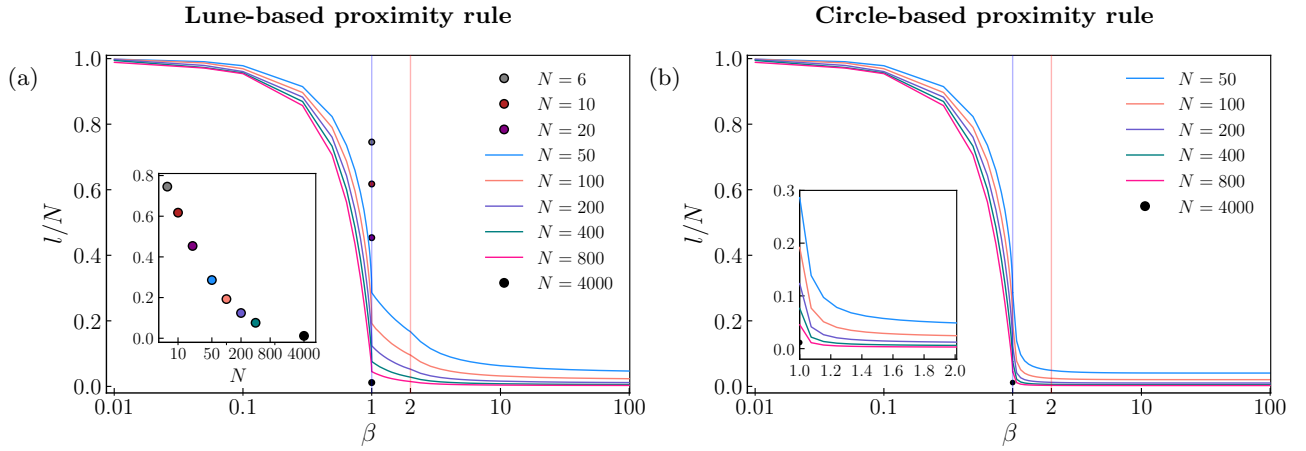 Lune-based proximity rule
(a)
l/N
1.0
0.8
0.6
0.4
0.2
0.0
0.01
0.1
1
2
10
100
β
N = 6
N = 10
N = 20
N = 50
N = 100
N = 200
N = 400
N = 800
N = 4000
0.8
0.6
0.4
0.2
0.0
10
50
200
800
4000
N
Circle-based proximity rule
(b)
l/N
1.0
0.8
0.6
0.4
0.2
0.0
0.01
0.1
1
2
10
100
β
N = 50
N = 100
N = 200
N = 400
N = 800
N = 4000
0.3
0.2
0.1
0.0
1.0
1.2
1.4
1.6
1.8
2.0